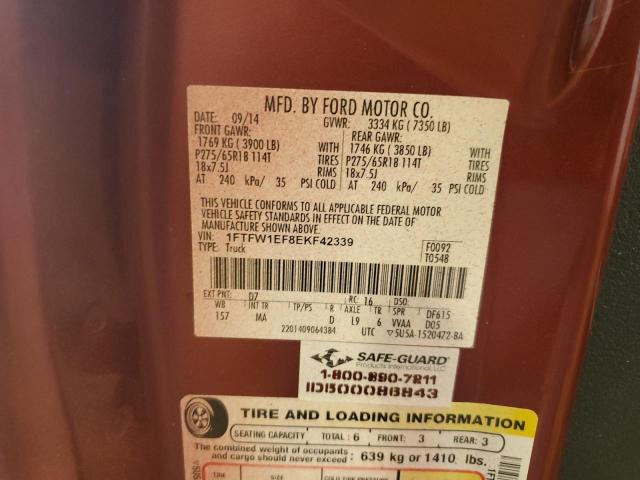 MFD. BY FORD MOTOR CO.
DATE: 09/14 GVWR: 3334 KG ( 7350 LB)
FRONT GAWR: REAR GAWR:
1769 KG ( 3900 LB) WITH 1746 KG ( 3850 LB) WITH
P275/65R18 114T TIRES P275/65R18 114T TIRES
18x7.5J RIMS 18x7.5J RIMS
AT 240 kPa/ 35 PSI COLD AT 240 kPa/ 35 PSI COLD
THIS VEHICLE CONFORMS TO ALL APPLICABLE FEDERAL MOTOR
VEHICLE SAFETY STANDARDS IN EFFECT ON THE DATE OF
MANUFACTURE SHOWN ABOVE.
VIN: 1FTFW1EF8EKF42339 F0092
TYPE: Truck T0548
EXT PNT: D7 RC: 16 DSO:
WB INT TR TP/PS R AXLE TR SPR DF615
157 MA D L9 6 VVAA D05
2201409064384 UTC 5U5A-1520472-BA
SAFE-GUARD
Products International, LLC
1-800-890-7211
IID1500086843
TIRE AND LOADING INFORMATION
SEATING CAPACITY TOTAL: 6 FRONT: 3 REAR: 3
The combined weight of occupants
and cargo should never exceed: 639 kg or 1410 lbs.